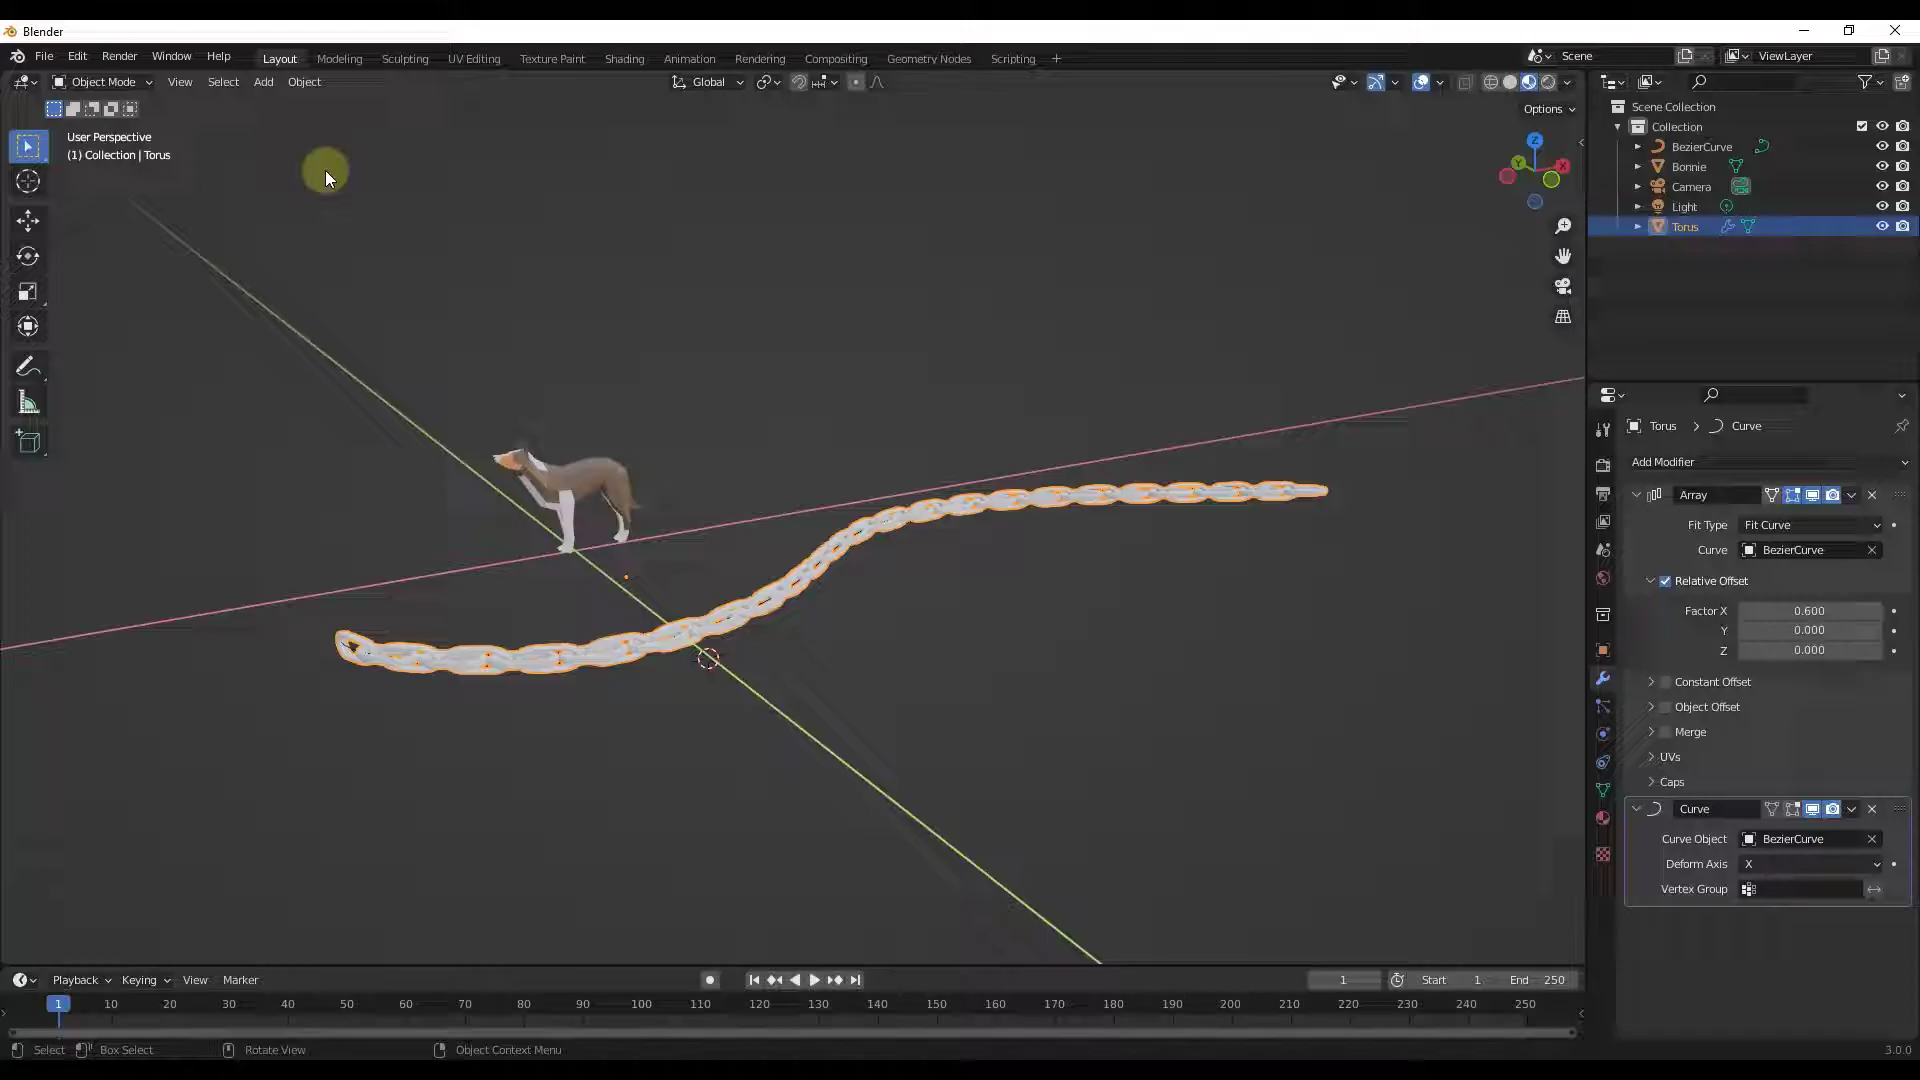 Blender
File Edit Render Window Help Layout Modeling Sculpting UV Editing Texture Paint Shading Animation Rendering Compositing Geometry Nodes Scripting + Scene ViewLayer
Object Mode View Select Add Object Global
Options
User Perspective
(1) Collection | Torus
Z
Y
X
Scene Collection
Collection
BezierCurve
Bonnie
Camera
Light
Torus
Torus > Curve
Add Modifier
Array
Fit Type Fit Curve
Curve BezierCurve
Relative Offset
Factor X 0.600
Y 0.000
Z 0.000
Constant Offset
Object Offset
Merge
UVs
Caps
Curve
Curve Object BezierCurve
Deform Axis X
Vertex Group
Playback Keying View Marker 1 Start 1 End 250
1 10 20 30 40 50 60 70 80 90 100 110 120 130 140 150 160 170 180 190 200 210 220 230 240 250
Select Box Select Rotate View Object Context Menu 3.0.0